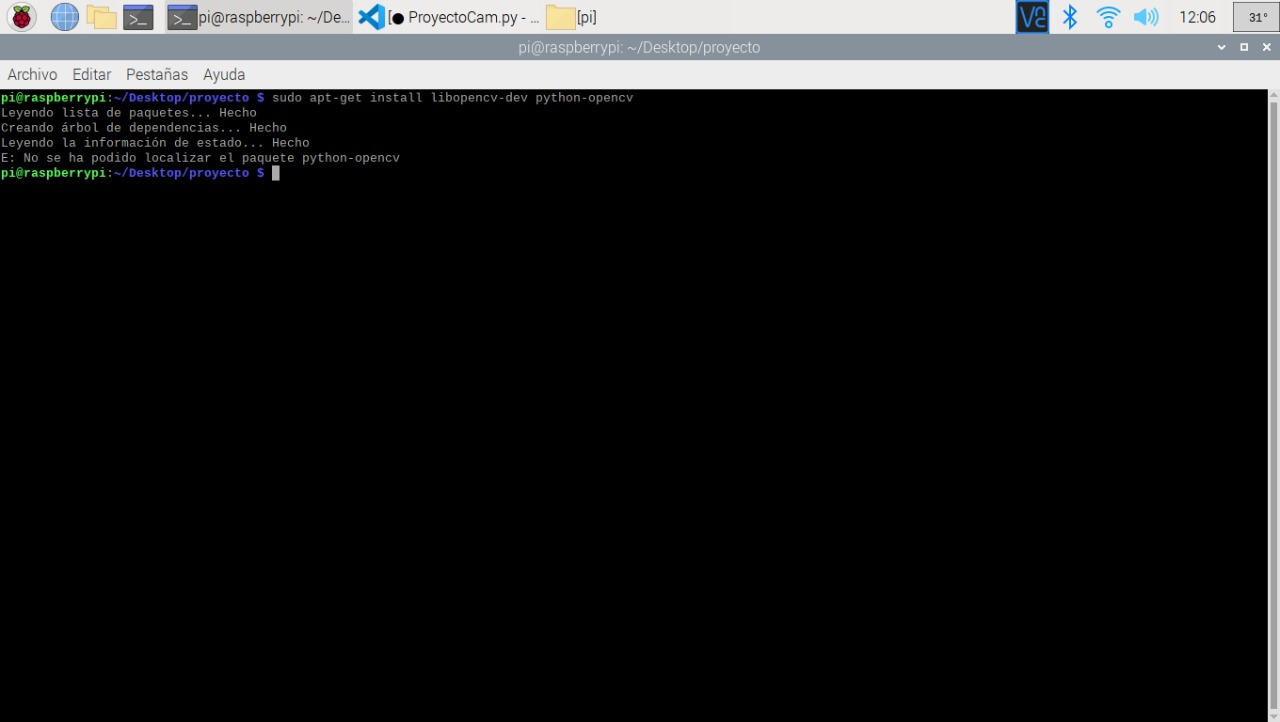 pi@raspberrypi: ~/De... [● ProyectoCam.py - ... [pi] 12:06 31°
pi@raspberrypi: ~/Desktop/proyecto
Archivo Editar Pestañas Ayuda
pi@raspberrypi:~/Desktop/proyecto $ sudo apt-get install libopencv-dev python-opencv
Leyendo lista de paquetes... Hecho
Creando árbol de dependencias... Hecho
Leyendo la información de estado... Hecho
E: No se ha podido localizar el paquete python-opencv
pi@raspberrypi:~/Desktop/proyecto $